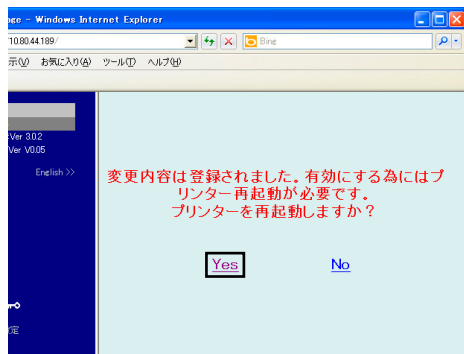 age - Windows Internet Explorer
10.80.44.189/
Bing
示(V) お気に入り(A) ツール(T) ヘルプ(H)
Ver 3.02
Ver V0.05
English >>
変更内容は登録されました。有効にする為にはプ
リンター再起動が必要です。
プリンターを再起動しますか？
Yes No
定